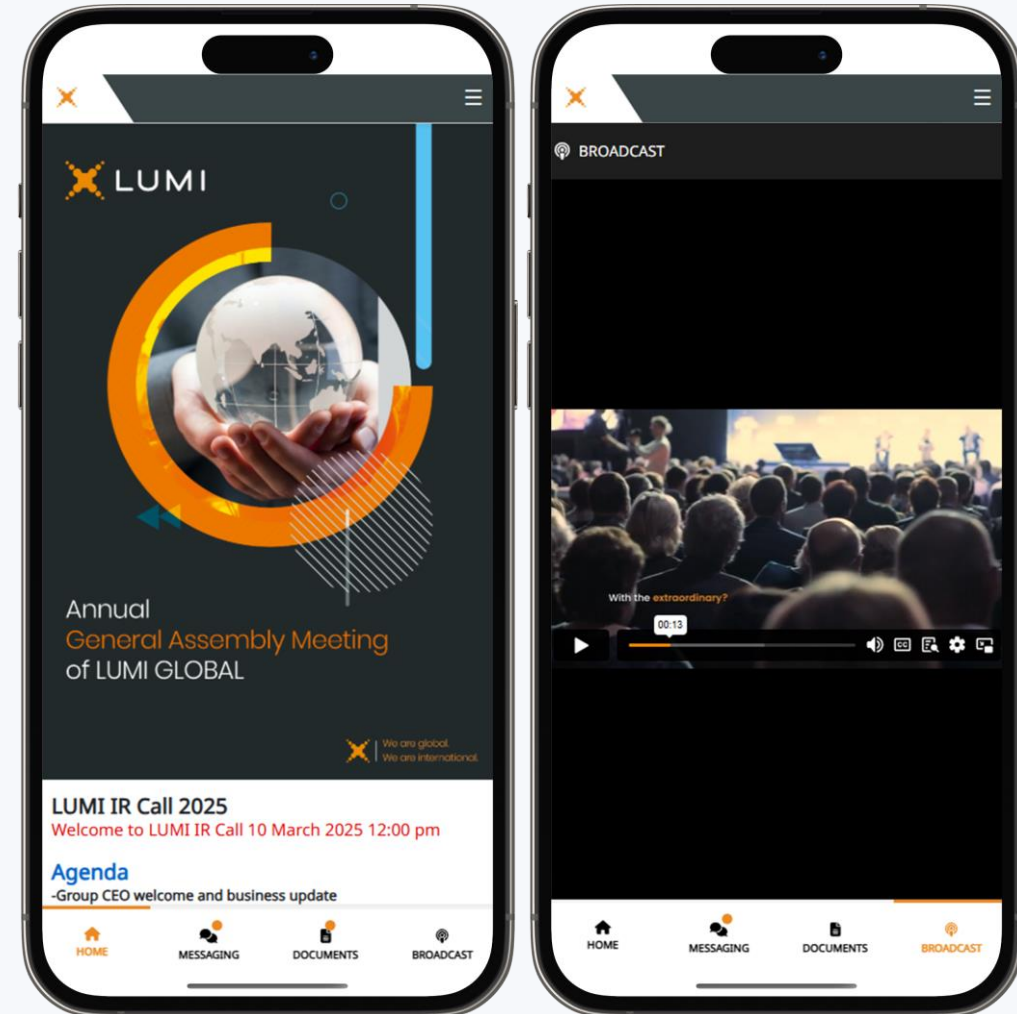 LUMI
Annual
General Assembly Meeting
of LUMI GLOBAL
We are global.
We are international.
LUMI IR Call 2025
Welcome to LUMI IR Call 10 March 2025 12:00 pm
Agenda
-Group CEO welcome and business update
HOME
MESSAGING
DOCUMENTS
BROADCAST
BROADCAST
With the extraordinary?
00:13
CC
HOME
MESSAGING
DOCUMENTS
BROADCAST